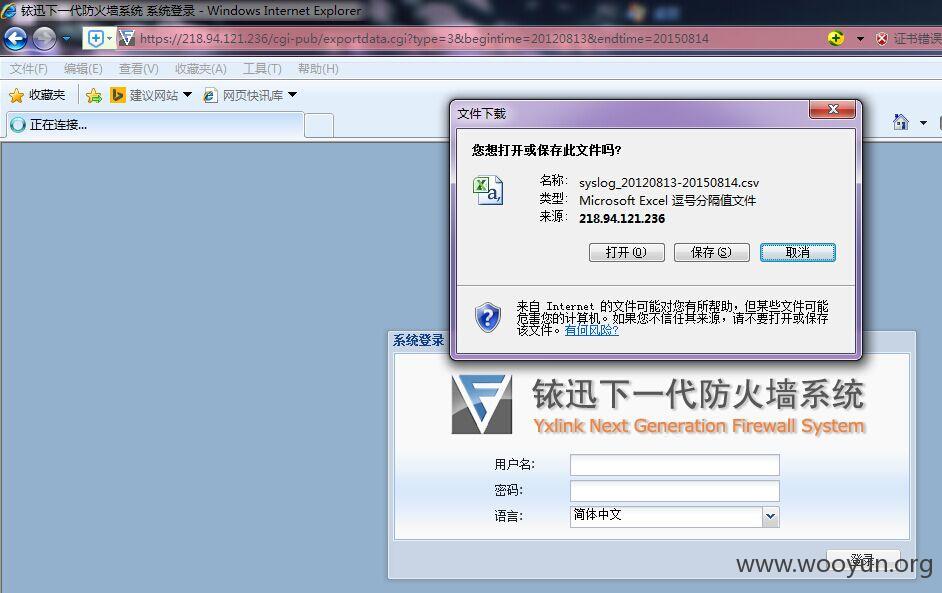 铱迅下一代防火墙系统 系统登录 - Windows Internet Explorer
https://218.94.121.236/cgi-pub/exportdata.cgi?type=3&begintime=20120813&endtime=20150814
证书错误
文件(F) 编辑(E) 查看(V) 收藏夹(A) 工具(T) 帮助(H)
收藏夹 建议网站 网页快讯库
正在连接...
文件下载
您想打开或保存此文件吗?
名称: syslog_20120813-20150814.csv
类型: Microsoft Excel 逗号分隔值文件
来源: 218.94.121.236
打开(O) 保存(S) 取消
来自 Internet 的文件可能对您有所帮助，但某些文件可能
危害您的计算机。如果您不信任其来源，请不要打开或保存
该文件。有何风险?
系统登录
铱迅下一代防火墙系统
Yxlink Next Generation Firewall System
用户名:
密码:
语言: 简体中文
登录
www.wooyun.org